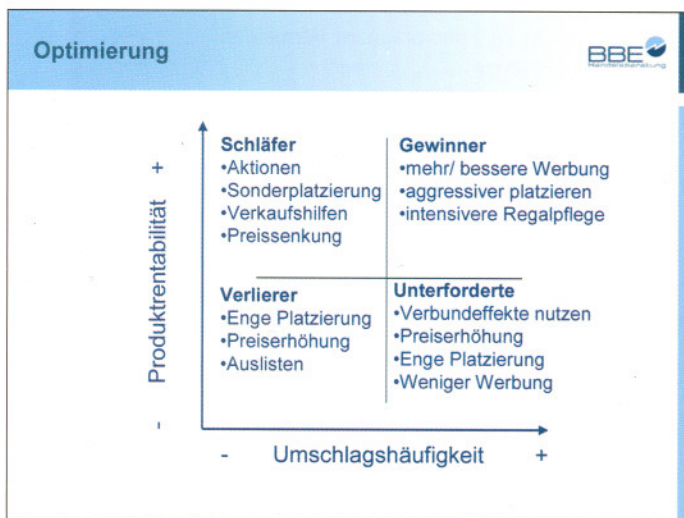 Optimierung
BBE
Handelsberatung
Schläfer
•Aktionen
•Sonderplatzierung
•Verkaufshilfen
•Preissenkung
Gewinner
•mehr/ bessere Werbung
•aggressiver platzieren
•intensivere Regalpflege
Verlierer
•Enge Platzierung
•Preiserhöhung
•Auslisten
Unterforderte
•Verbundeffekte nutzen
•Preiserhöhung
•Enge Platzierung
•Weniger Werbung
- Produktrentabilität +
- Umschlagshäufigkeit +